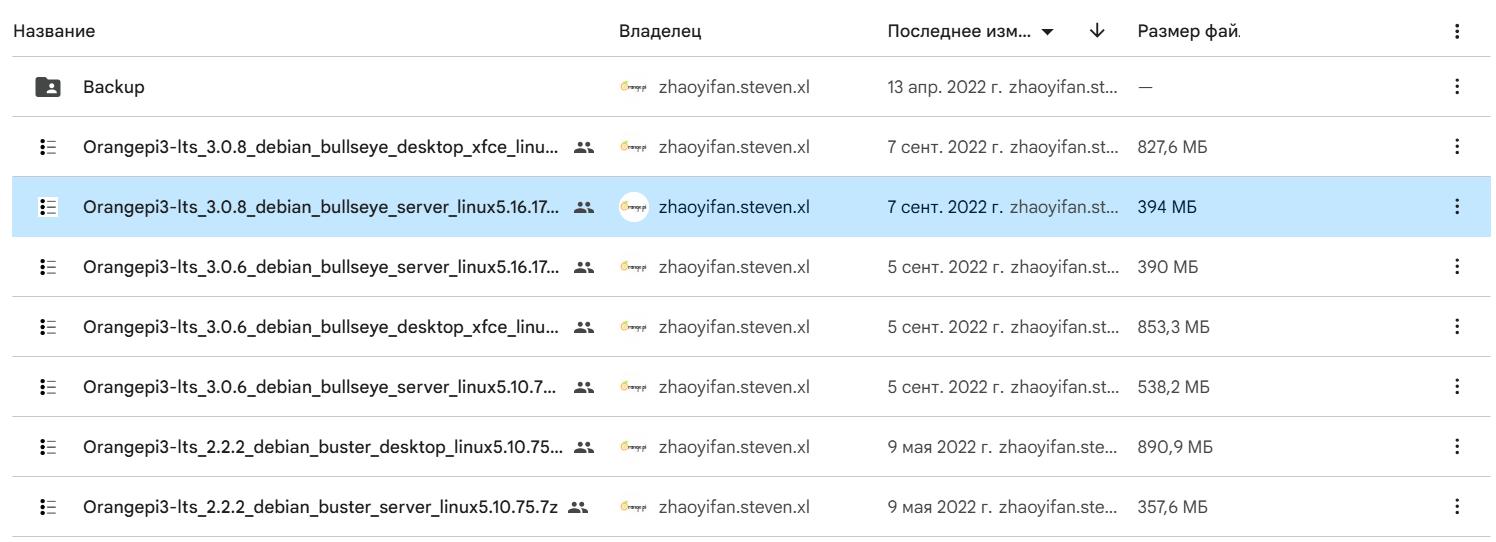 Название Владелец Последнее изм... Размер фай.
Backup zhaoyifan.steven.xl 13 апр. 2022 г. zhaoyifan.st... —
Orangepi3-lts_3.0.8_debian_bullseye_desktop_xfce_linu... zhaoyifan.steven.xl 7 сент. 2022 г. zhaoyifan.st... 827,6 МБ
Orangepi3-lts_3.0.8_debian_bullseye_server_linux5.16.17... zhaoyifan.steven.xl 7 сент. 2022 г. zhaoyifan.st... 394 МБ
Orangepi3-lts_3.0.6_debian_bullseye_server_linux5.16.17... zhaoyifan.steven.xl 5 сент. 2022 г. zhaoyifan.st... 390 МБ
Orangepi3-lts_3.0.6_debian_bullseye_desktop_xfce_linu... zhaoyifan.steven.xl 5 сент. 2022 г. zhaoyifan.st... 853,3 МБ
Orangepi3-lts_3.0.6_debian_bullseye_server_linux5.10.7... zhaoyifan.steven.xl 5 сент. 2022 г. zhaoyifan.st... 538,2 МБ
Orangepi3-lts_2.2.2_debian_buster_desktop_linux5.10.75... zhaoyifan.steven.xl 9 мая 2022 г. zhaoyifan.ste... 890,9 МБ
Orangepi3-lts_2.2.2_debian_buster_server_linux5.10.75.7z zhaoyifan.steven.xl 9 мая 2022 г. zhaoyifan.ste... 357,6 МБ